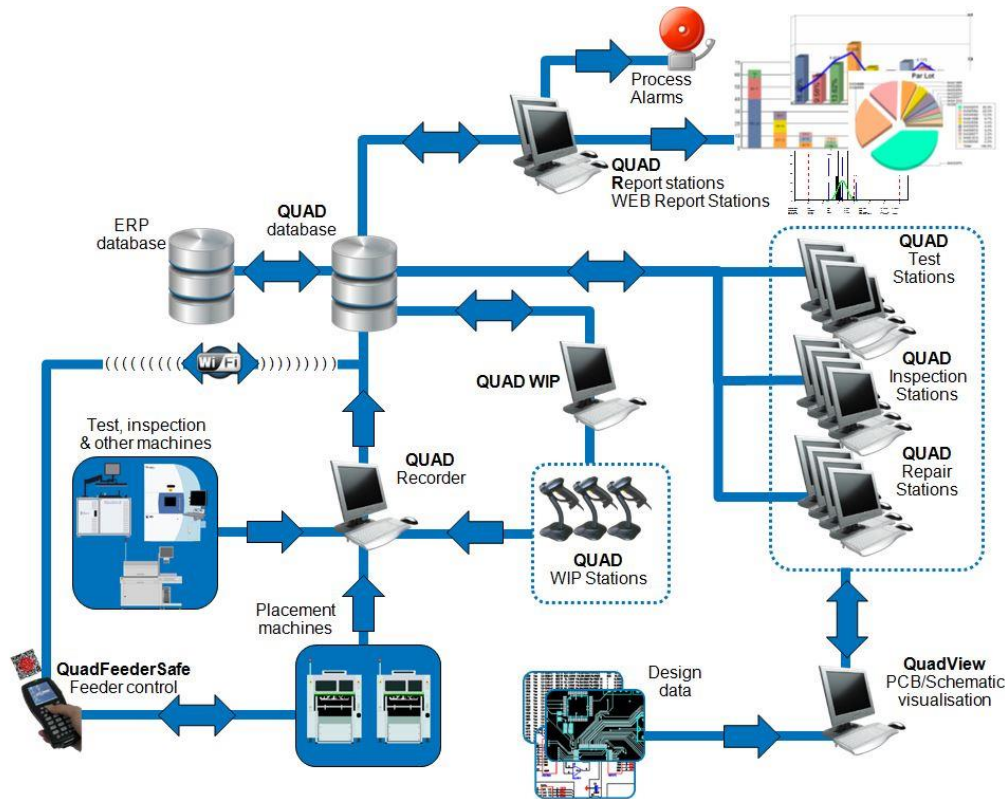 Process
Alarms
Par Lot
QUAD
Report stations
WEB Report Stations
ERP
database
QUAD
database
QUAD
Test
Stations
Wi Fi
QUAD WIP
QUAD
Inspection
Stations
Test, inspection
& other machines
QUAD
Recorder
QUAD
Repair
Stations
QUAD
WIP Stations
Placement
machines
QuadFeederSafe
Feeder control
Design
data
QuadView
PCB/Schematic
visualisation